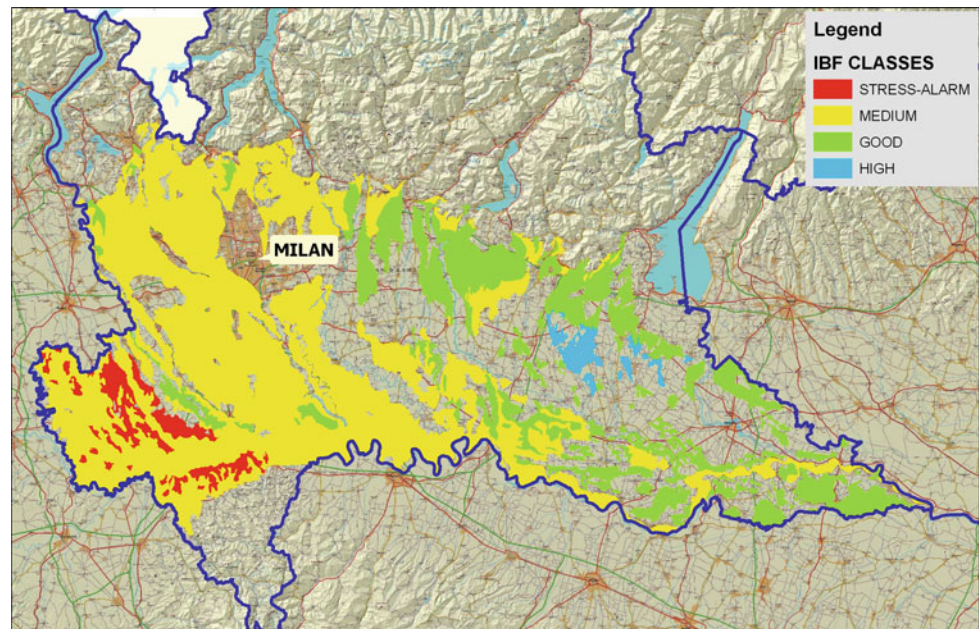 Legend
IBF CLASSES
STRESS-ALARM
MEDIUM
GOOD
HIGH
MILAN